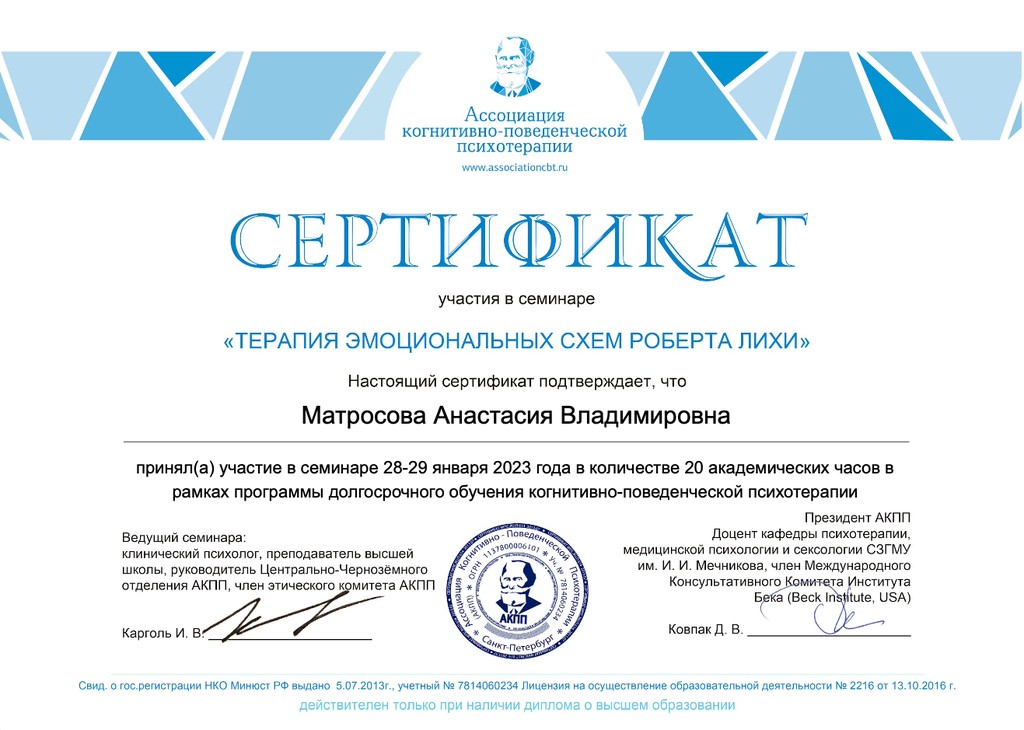 Ассоциация
когнитивно-поведенческой
психотерапии
www.associationcbt.ru
СЕРТИФИКАТ
участия в семинаре
«ТЕРАПИЯ ЭМОЦИОНАЛЬНЫХ СХЕМ РОБЕРТА ЛИХИ»
Настоящий сертификат подтверждает, что
Матросова Анастасия Владимировна
принял(а) участие в семинаре 28-29 января 2023 года в количестве 20 академических часов в
рамках программы долгосрочного обучения когнитивно-поведенческой психотерапии
Ведущий семинара:
клинический психолог, преподаватель высшей
школы, руководитель Центрально-Чернозёмного
отделения АКПП, член этического комитета АКПП
Карголь И. В.
Ассоциация Когнитивно - Поведенческой Психотерапии
(АКПП) * ОГРН 1137800006101 * Уч. № 7814060234
АКПП
* Санкт-Петербург *
Президент АКПП
Доцент кафедры психотерапии,
медицинской психологии и сексологии СЗГМУ
им. И. И. Мечникова, член Международного
Консультативного Комитета Института
Бека (Beck Institute, USA)
Ковпак Д. В.
Свид. о гос.регистрации НКО Минюст РФ выдано 5.07.2013г., учетный № 7814060234 Лицензия на осуществление образовательной деятельности № 2216 от 13.10.2016 г.
действителен только при наличии диплома о высшем образовании